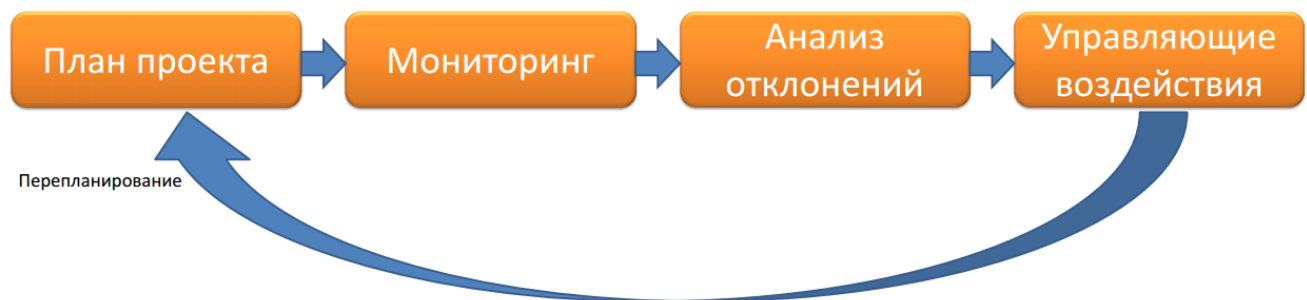 План проекта
Мониторинг
Анализ
отклонений
Управляющие
воздействия
Перепланирование